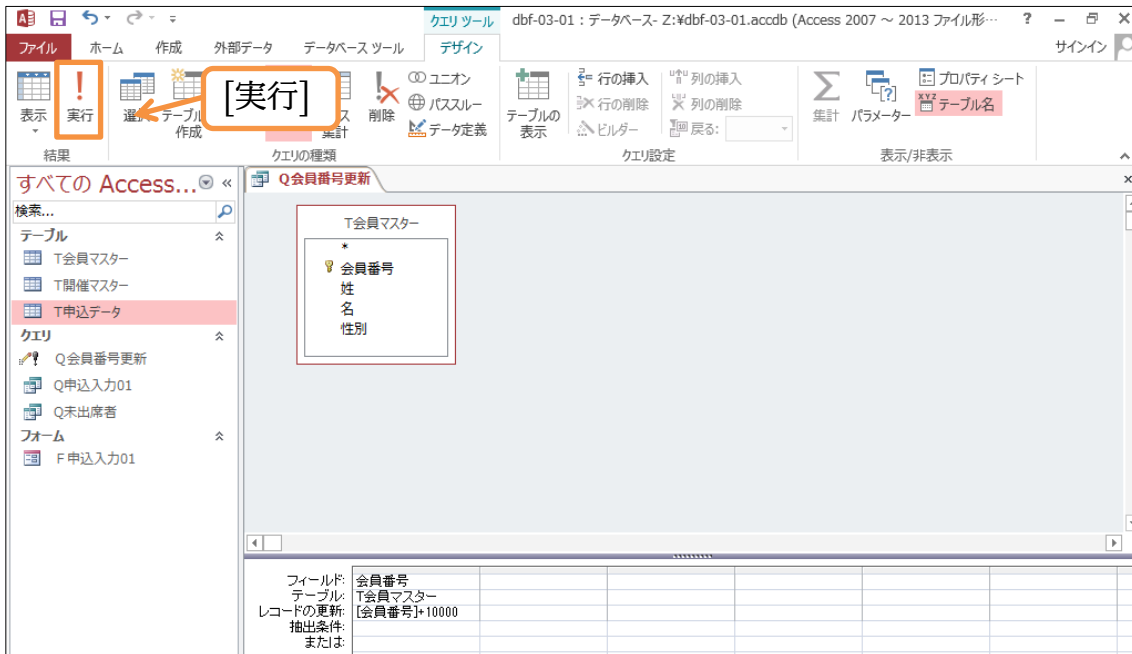 クエリ ツール
dbf-03-01 : データベース- Z:¥dbf-03-01.accdb (Access 2007 ～ 2013 ファイル形…
?
ファイル
ホーム
作成
外部データ
データベース ツール
デザイン
サインイン
表示
実行
選択
テーブル
作成
[実行]
ス
集計
削除
ユニオン
パススルー
データ定義
テーブルの
表示
行の挿入
行の削除
ビルダー
列の挿入
列の削除
戻る:
集計
パラメーター
プロパティ シート
テーブル名
結果
クエリの種類
クエリ設定
表示/非表示
すべての Access...
«
検索...
テーブル
T会員マスター
T開催マスター
T申込データ
クエリ
Q会員番号更新
Q申込入力01
Q未出席者
フォーム
F申込入力01
Q会員番号更新
T会員マスター
*
会員番号
姓
名
性別
フィールド: 会員番号
テーブル: T会員マスター
レコードの更新: [会員番号]+10000
抽出条件:
または: